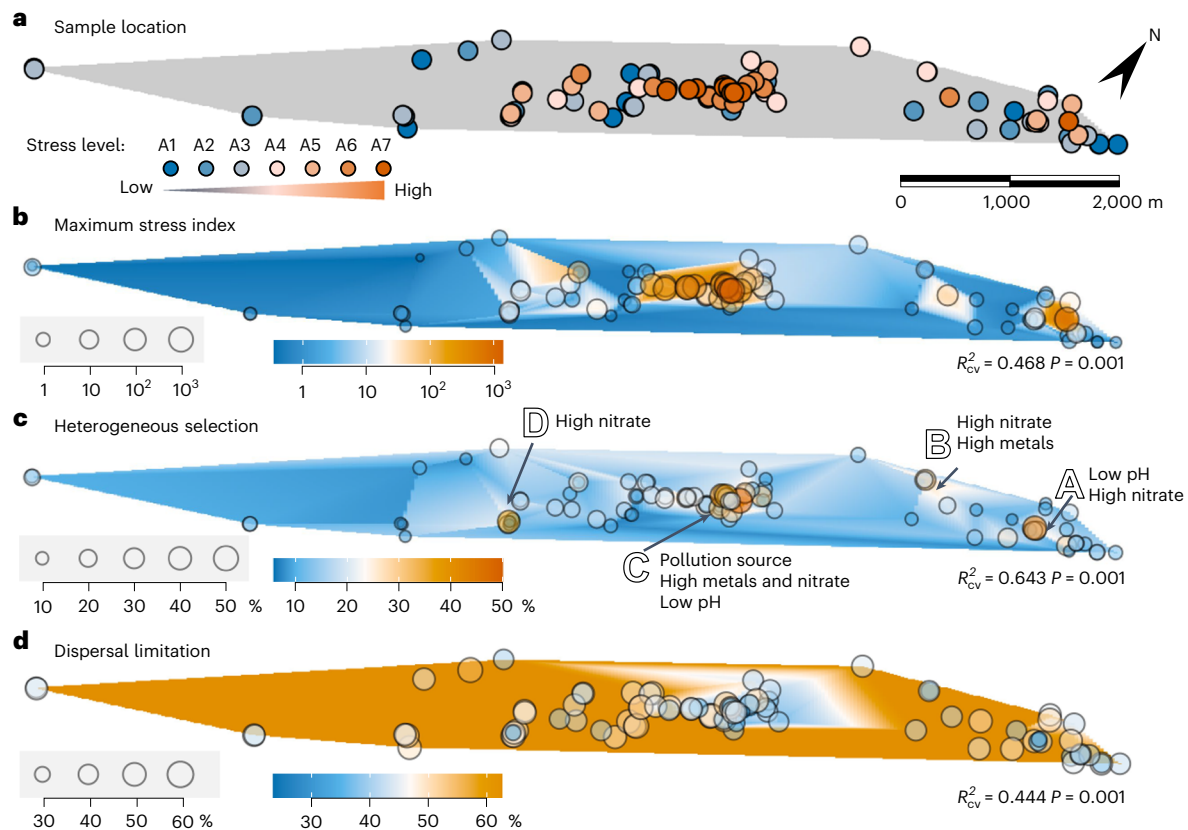 a
Sample location
N
Stress level:
A1 A2 A3 A4 A5 A6 A7
Low
High
0 1,000 2,000 m
b
Maximum stress index
1 10 10² 10³
1 10 10² 10³
R²cv = 0.468 P = 0.001
c
Heterogeneous selection
D High nitrate
B High nitrate
High metals
A Low pH
High nitrate
C Pollution source
High metals and nitrate
Low pH
10 20 30 40 50 %
10 20 30 40 50 %
R²cv = 0.643 P = 0.001
d
Dispersal limitation
30 40 50 60 %
30 40 50 60 %
R²cv = 0.444 P = 0.001